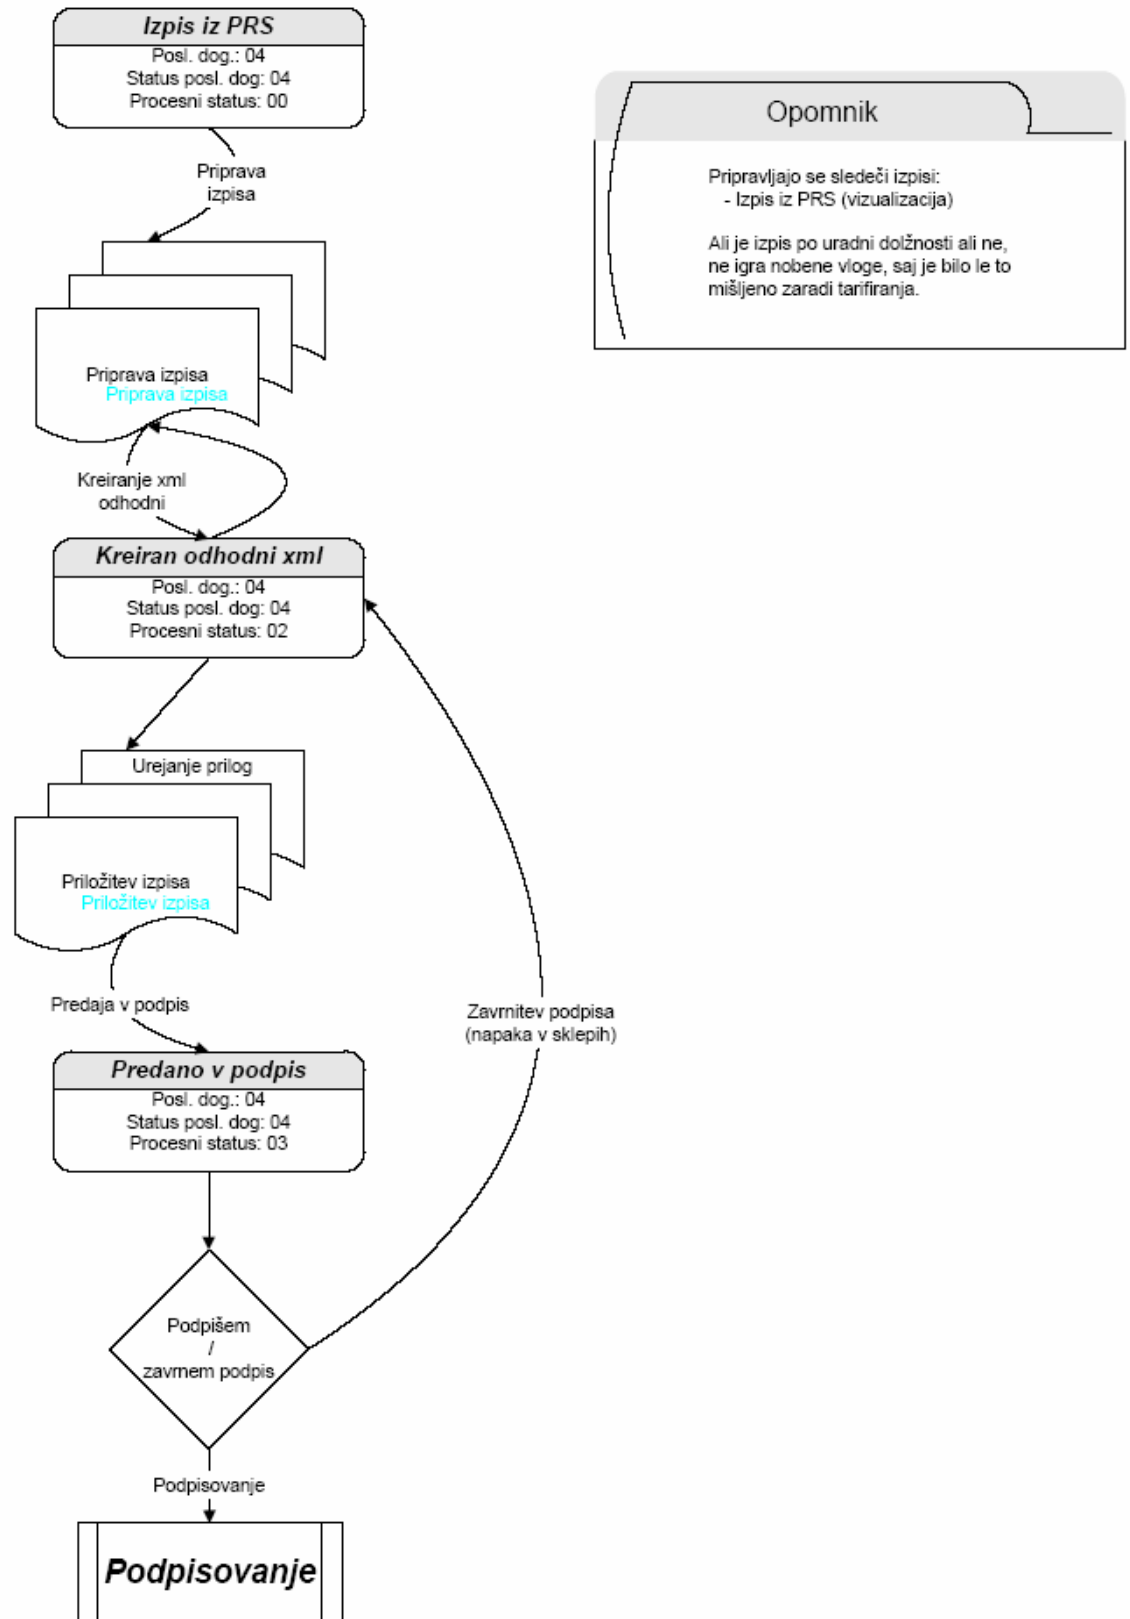 Izpis iz PRS
Posl. dog.: 04
Status posl. dog: 04
Procesni status: 00
Opomnik
Pripravljajo se sledeči izpisi:
- Izpis iz PRS (vizualizacija)
Ali je izpis po uradni dolžnosti ali ne,
ne igra nobene vloge, saj je bilo le to
mišljeno zaradi tarifiranja.
Priprava
izpisa
Priprava izpisa
Priprava izpisa
Kreiranje xml
odhodni
Kreiran odhodni xml
Posl. dog.: 04
Status posl. dog: 04
Procesni status: 02
Urejanje prilog
Priložitev izpisa
Priložitev izpisa
Predaja v podpis
Zavrnitev podpisa
(napaka v sklepih)
Predano v podpis
Posl. dog.: 04
Status posl. dog: 04
Procesni status: 03
Podpišem
/
zavrnem podpis
Podpisovanje
Podpisovanje